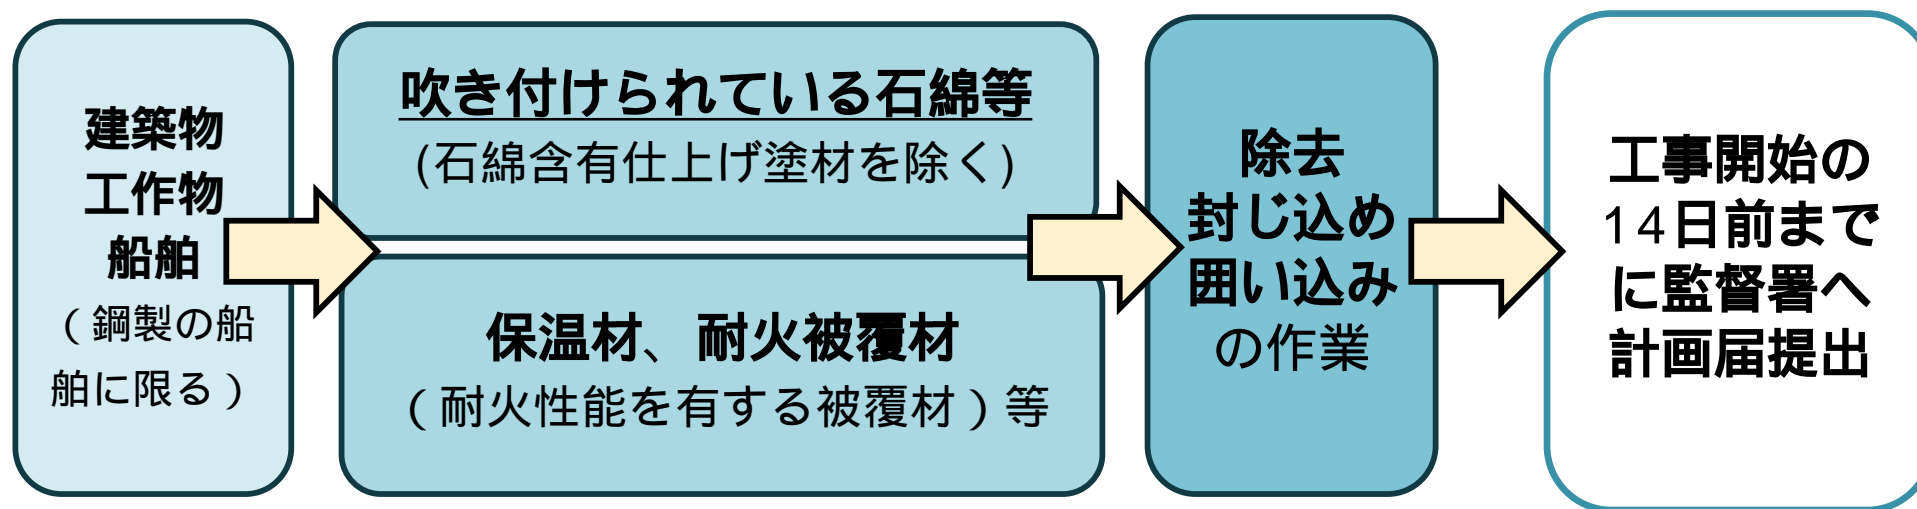 建築物
工作物
船舶
（鋼製の船
舶に限る）
吹き付けられている石綿等
(石綿含有仕上げ塗材を除く)
保温材、耐火被覆材
（耐火性能を有する被覆材）等
除去
封じ込め
囲い込み
の作業
工事開始の
14日前まで
に監督署へ
計画届提出